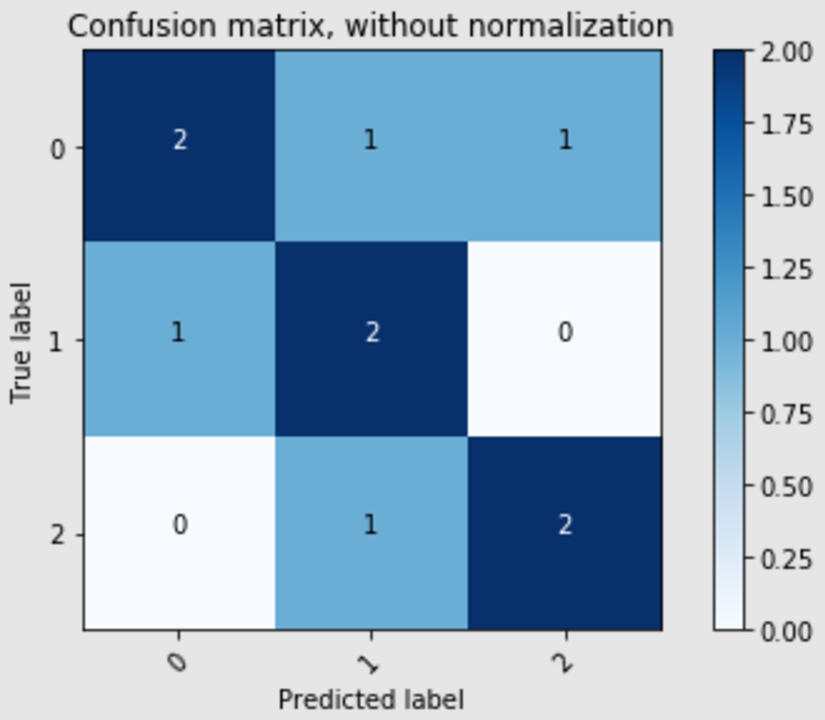 Confusion matrix, without normalization
2 1 1
1 2 0
0 1 2
0
1
2
True label
0 1 2
Predicted label
2.00
1.75
1.50
1.25
1.00
0.75
0.50
0.25
0.00